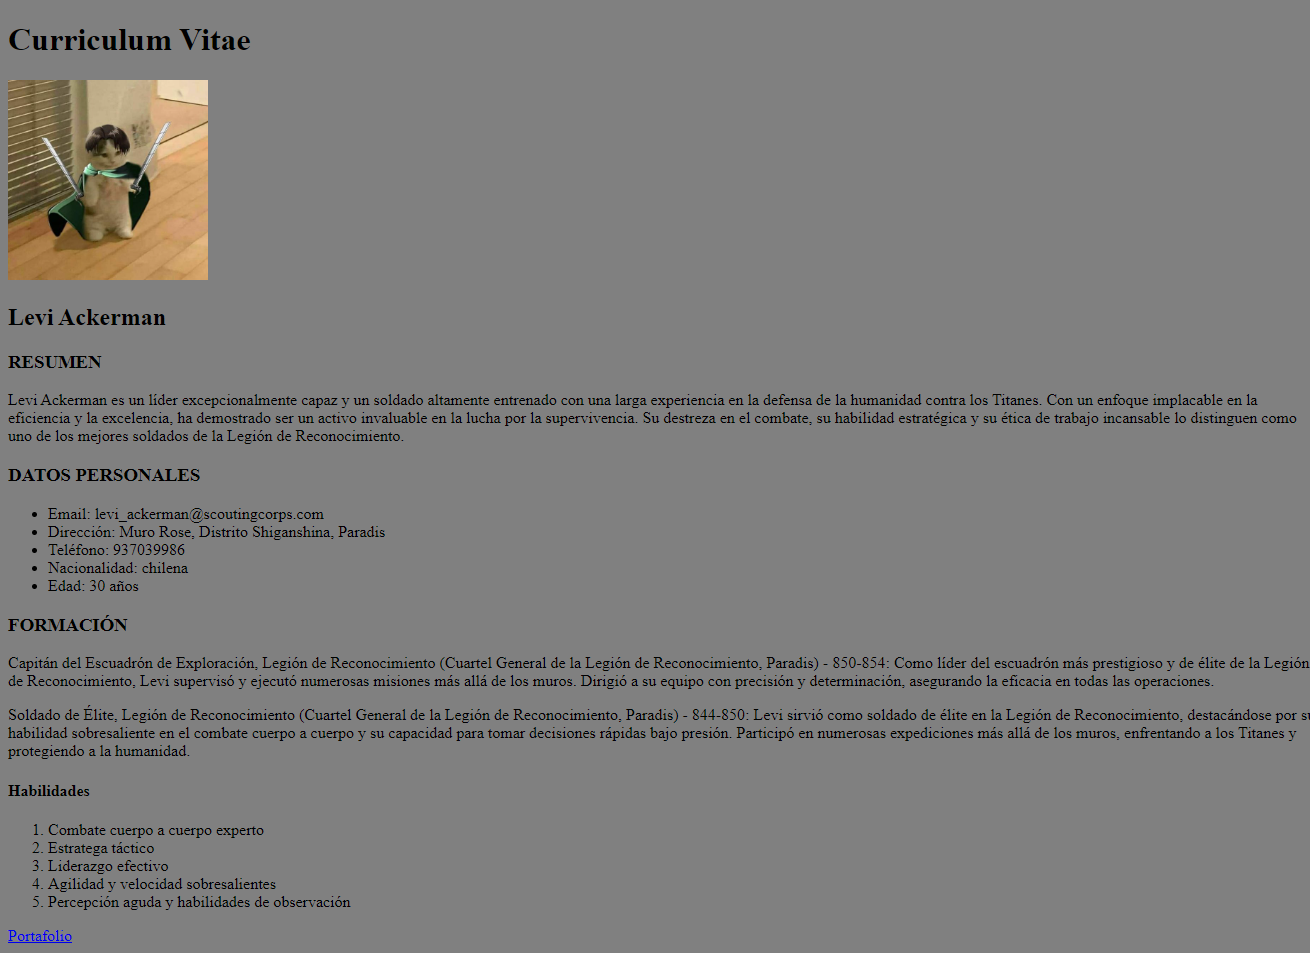 Curriculum Vitae
Levi Ackerman
RESUMEN
Levi Ackerman es un líder excepcionalmente capaz y un soldado altamente entrenado con una larga experiencia en la defensa de la humanidad contra los Titanes. Con un enfoque implacable en la
eficiencia y la excelencia, ha demostrado ser un activo invaluable en la lucha por la supervivencia. Su destreza en el combate, su habilidad estratégica y su ética de trabajo incansable lo distinguen como
uno de los mejores soldados de la Legión de Reconocimiento.
DATOS PERSONALES
• Email: levi_ackerman@scoutingcorps.com
• Dirección: Muro Rose, Distrito Shiganshina, Paradis
• Teléfono: 937039986
• Nacionalidad: chilena
• Edad: 30 años
FORMACIÓN
Capitán del Escuadrón de Exploración, Legión de Reconocimiento (Cuartel General de la Legión de Reconocimiento, Paradis) - 850-854: Como líder del escuadrón más prestigioso y de élite de la Legión
de Reconocimiento, Levi supervisó y ejecutó numerosas misiones más allá de los muros. Dirigió a su equipo con precisión y determinación, asegurando la eficacia en todas las operaciones.
Soldado de Élite, Legión de Reconocimiento (Cuartel General de la Legión de Reconocimiento, Paradis) - 844-850: Levi sirvió como soldado de élite en la Legión de Reconocimiento, destacándose por su
habilidad sobresaliente en el combate cuerpo a cuerpo y su capacidad para tomar decisiones rápidas bajo presión. Participó en numerosas expediciones más allá de los muros, enfrentando a los Titanes y
protegiendo a la humanidad.
Habilidades
1. Combate cuerpo a cuerpo experto
2. Estratega táctico
3. Liderazgo efectivo
4. Agilidad y velocidad sobresalientes
5. Percepción aguda y habilidades de observación
Portafolio